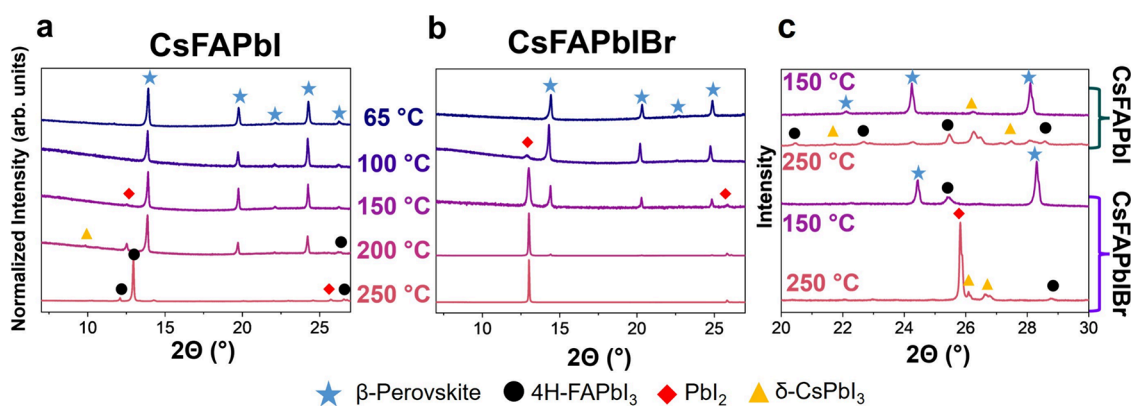 a
CsFAPbI
b
CsFAPbIBr
c
Normalized Intensity (arb. units)
65 °C
100 °C
150 °C
200 °C
250 °C
10 15 20 25
2Θ (°)
10 15 20 25
2Θ (°)
Intensity
150 °C
250 °C
150 °C
250 °C
CsFAPbI
CsFAPbIBr
20 22 24 26 28 30
2Θ (°)
β-Perovskite 4H-FAPbI₃ PbI₂ δ-CsPbI₃